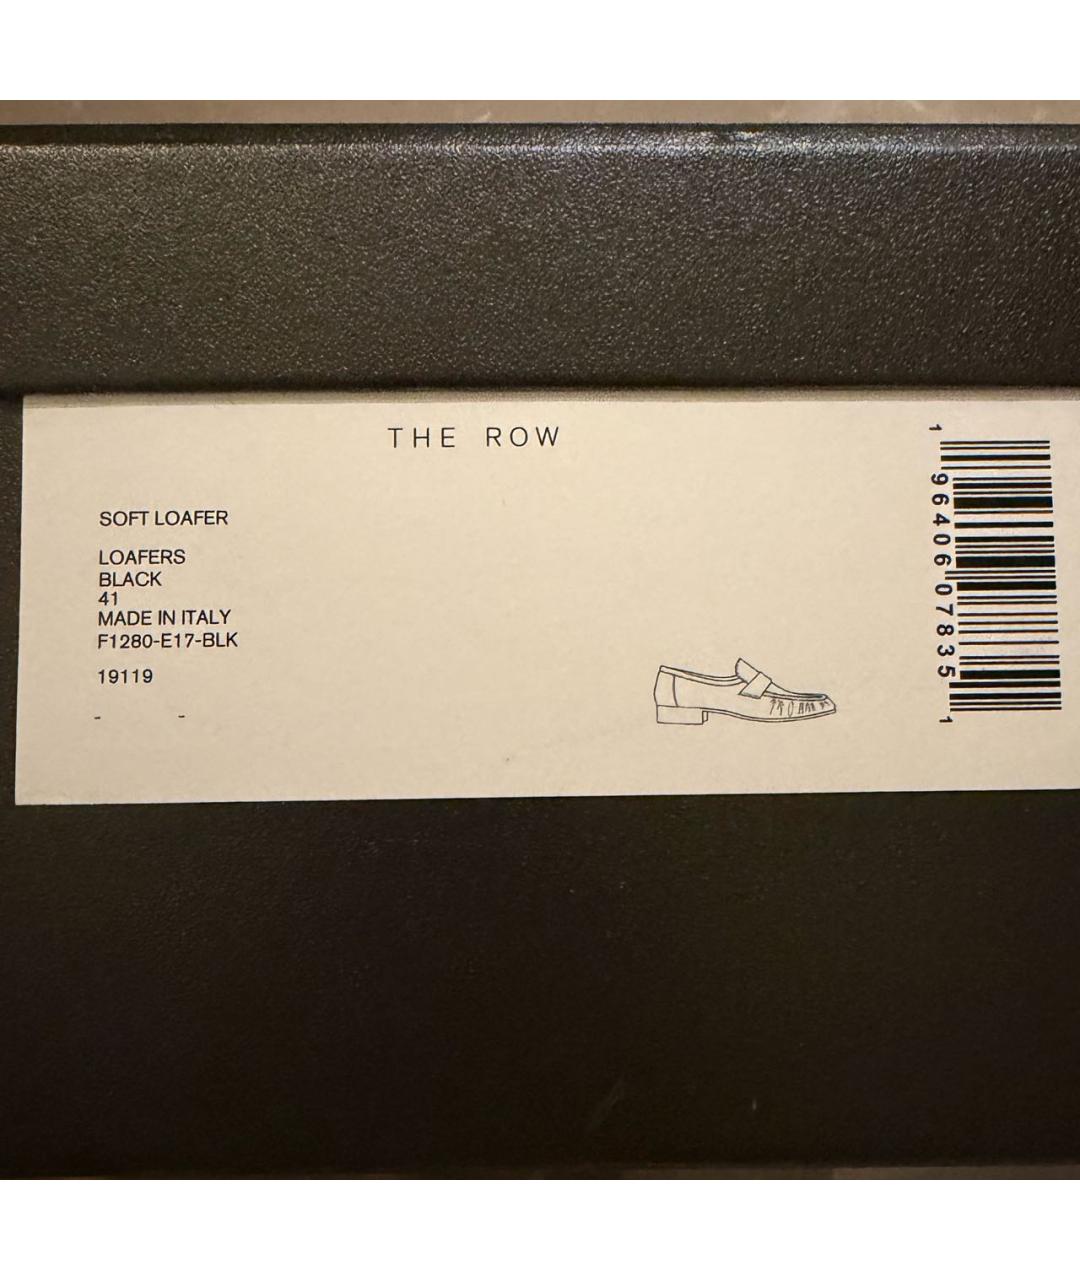 THE ROW
SOFT LOAFER
LOAFERS
BLACK
41
MADE IN ITALY
F1280-E17-BLK
19119
- -
1 96406 07835 1